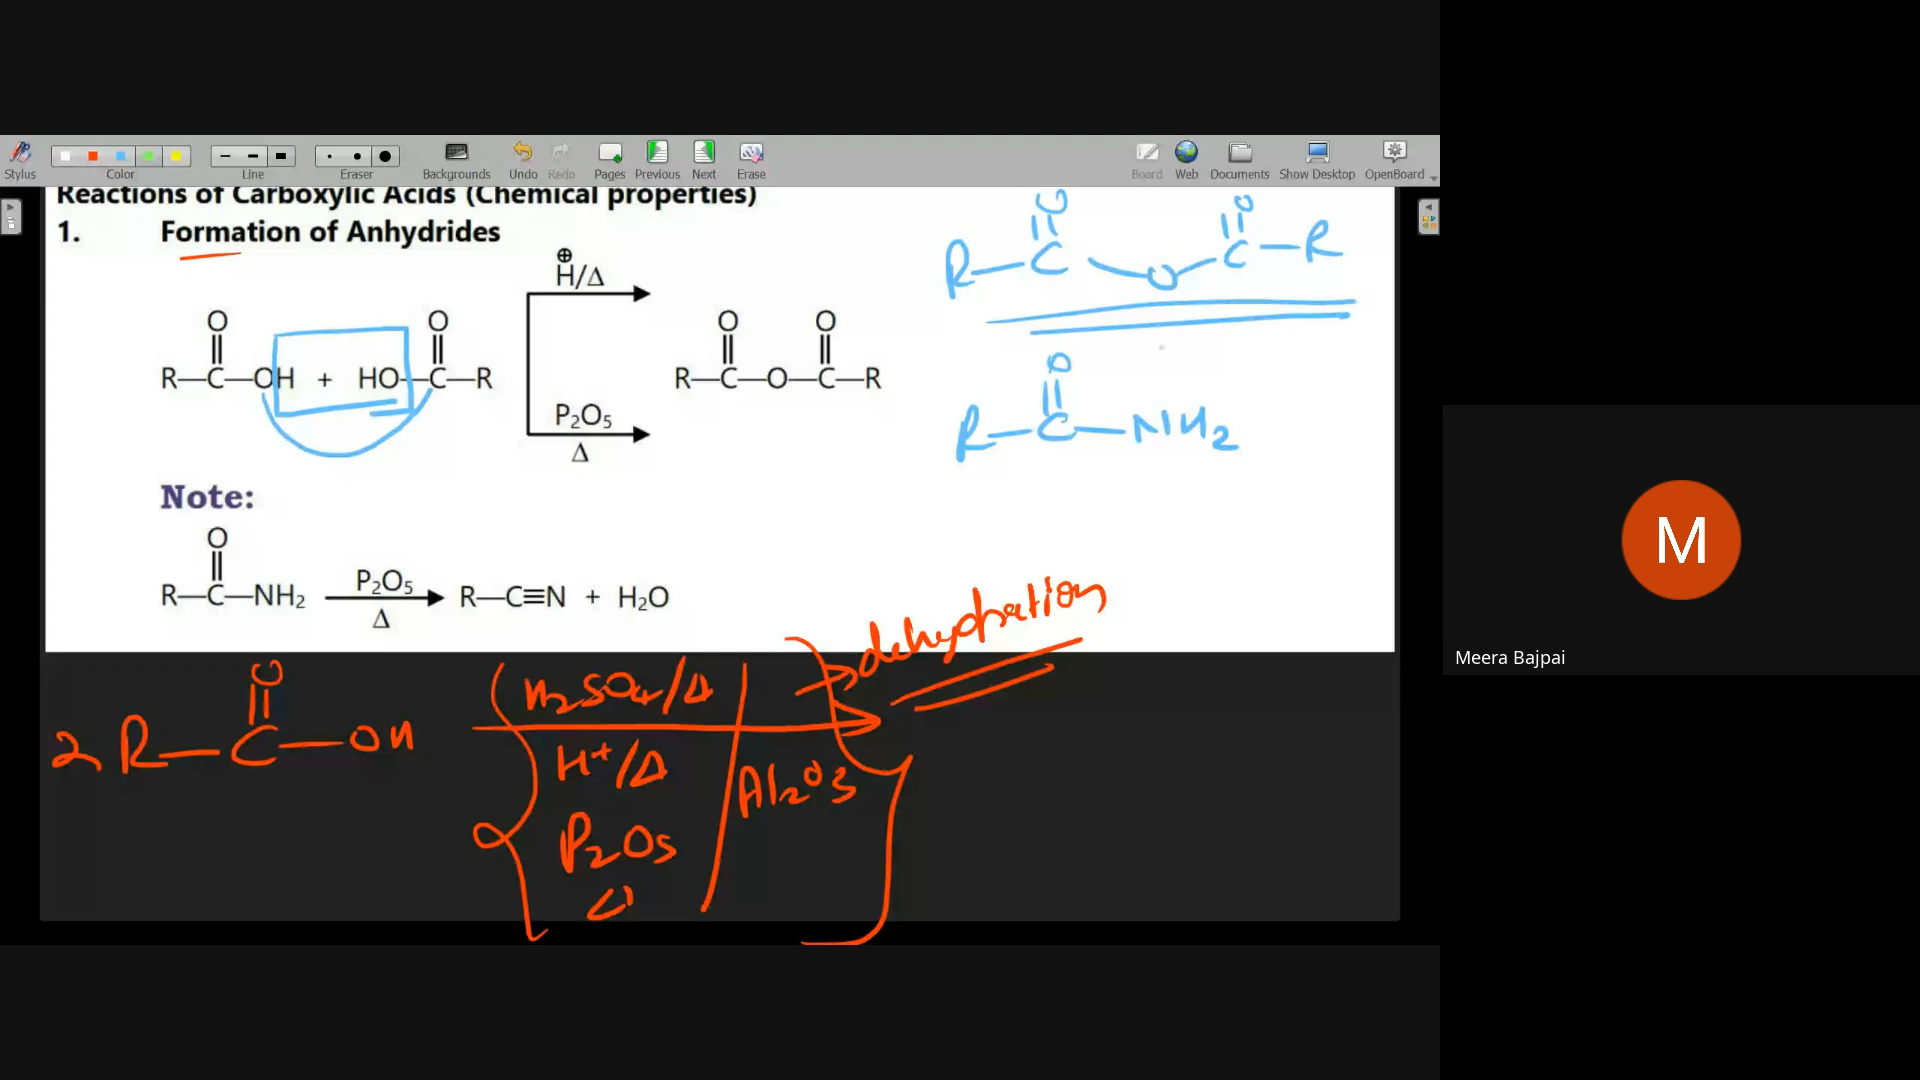 Stylus Color Line Eraser Backgrounds Undo Redo Pages Previous Next Erase Board Web Documents Show Desktop OpenBoard
Reactions of Carboxylic Acids (Chemical properties)
1. Formation of Anhydrides
⊕
H/Δ
O O
R—C—OH + HO—C—R
P₂O₅
Δ
O O
R—C—O—C—R
O O
R—C—O—C—R
O
R—C—NH₂
Note:
O
R—C—NH₂ P₂O₅ R—C≡N + H₂O
Δ
dehydration
O
2 R—C—OH
H₂SO₄/Δ
H⁺/Δ
Al₂O₃
P₂O₅
M
Meera Bajpai